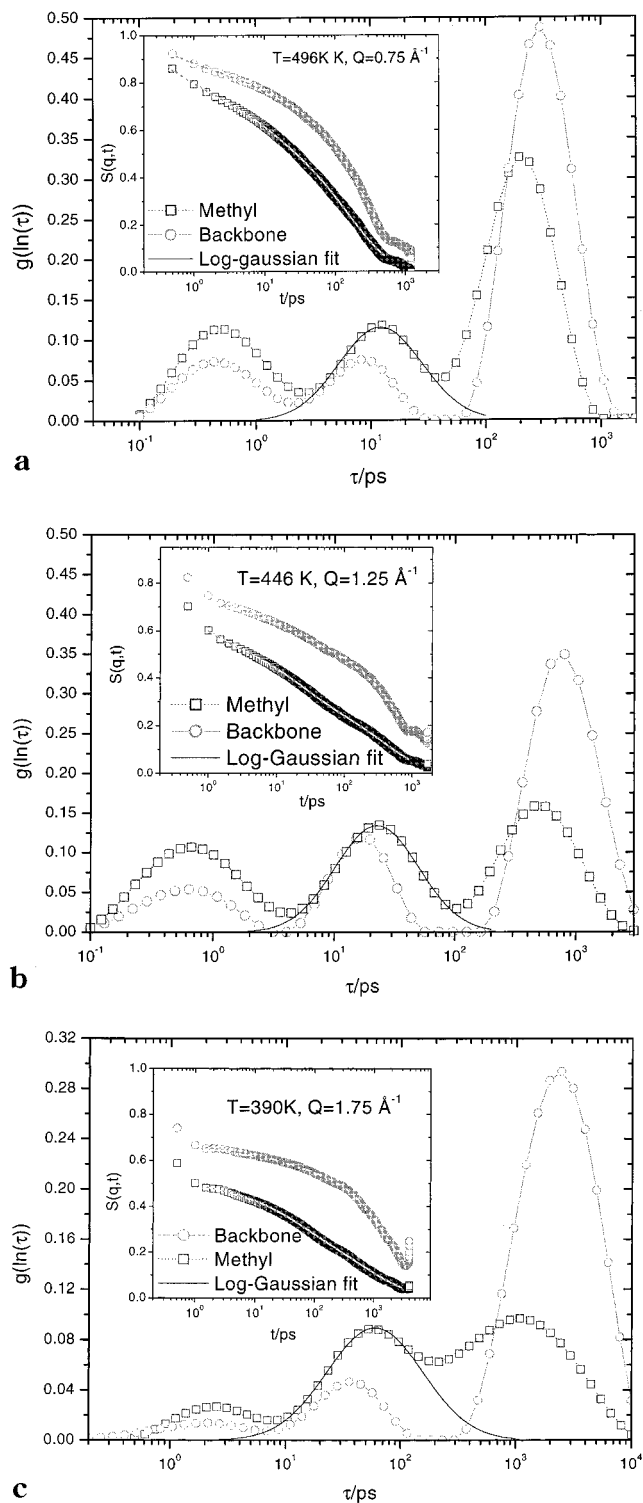 0.50
0.45
0.40
0.35
0.30
0.25
0.20
0.15
0.10
0.05
0.00
g(ln(τ))
10⁻¹ 10⁰ 10¹ 10² 10³
τ/ps
1.0
0.8
0.6
0.4
0.2
0.0
S(q,t)
T=496K K, Q=0.75 Å⁻¹
Methyl
Backbone
Log-gaussian fit
10⁰ 10¹ 10² 10³
t/ps
a
0.50
0.45
0.40
0.35
0.30
0.25
0.20
0.15
0.10
0.05
0.00
g(ln(τ))
10⁻¹ 10⁰ 10¹ 10² 10³
τ/ps
0.8
0.6
0.4
0.2
0.0
S(q,t)
T=446 K, Q=1.25 Å⁻¹
Methyl
Backbone
Log-Gaussian fit
10⁰ 10¹ 10² 10³
t/ps
b
0.32
0.28
0.24
0.20
0.16
0.12
0.08
0.04
0.00
g(ln(τ))
10⁰ 10¹ 10² 10³ 10⁴
τ/ps
1.0
0.8
0.6
0.4
0.2
0.0
S(q,t)
T=390K, Q=1.75 Å⁻¹
Backbone
Methyl
Log-Gaussian fit
10⁰ 10¹ 10² 10³
t/ps
c